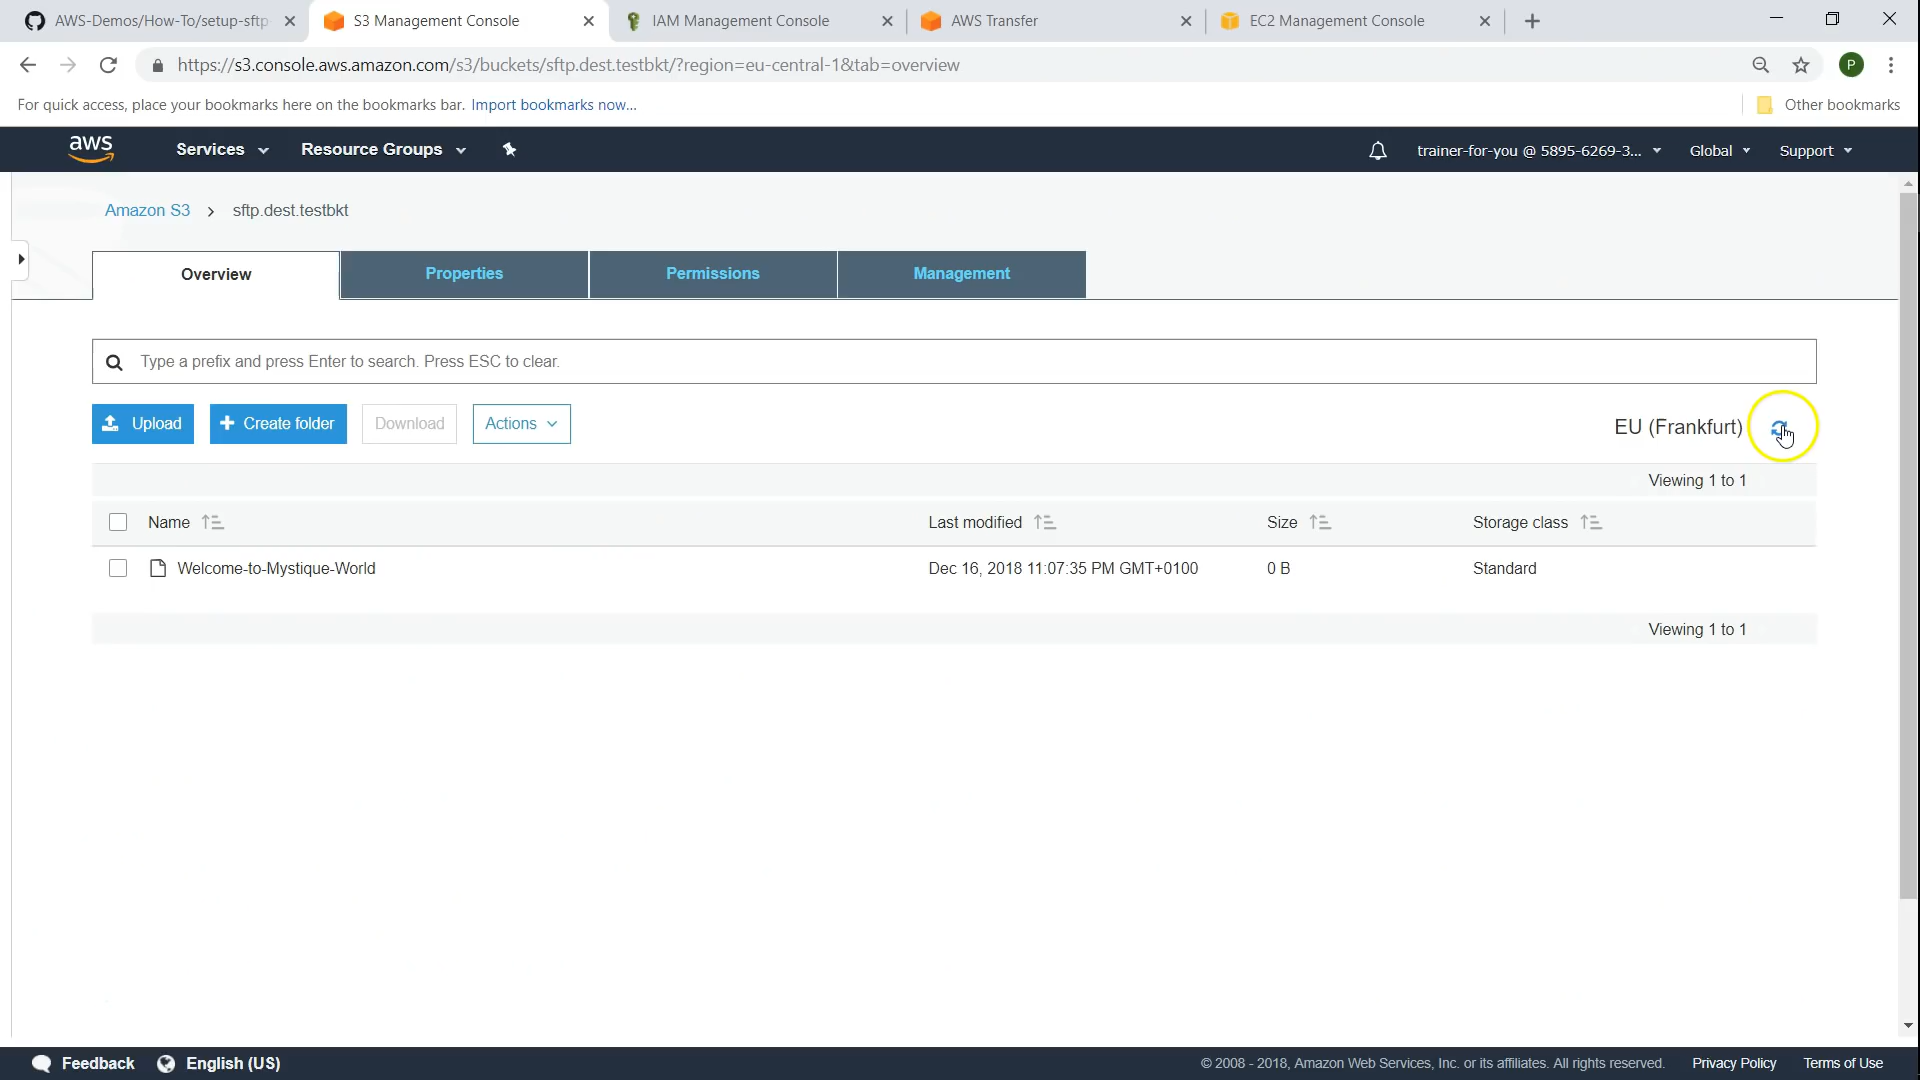 AWS-Demos/How-To/setup-sftp-
S3 Management Console
IAM Management Console
AWS Transfer
EC2 Management Console
https://s3.console.aws.amazon.com/s3/buckets/sftp.dest.testbkt/?region=eu-central-1&tab=overview
P
For quick access, place your bookmarks here on the bookmarks bar. Import bookmarks now...
Other bookmarks
aws
Services
Resource Groups
trainer-for-you @ 5895-6269-3...
Global
Support
Amazon S3 > sftp.dest.testbkt
Overview
Properties
Permissions
Management
Type a prefix and press Enter to search. Press ESC to clear.
Upload
+ Create folder
Download
Actions
EU (Frankfurt)
Viewing 1 to 1
Name
Last modified
Size
Storage class
Welcome-to-Mystique-World
Dec 16, 2018 11:07:35 PM GMT+0100
0 B
Standard
Viewing 1 to 1
Feedback
English (US)
© 2008 - 2018, Amazon Web Services, Inc. or its affiliates. All rights reserved.
Privacy Policy
Terms of Use